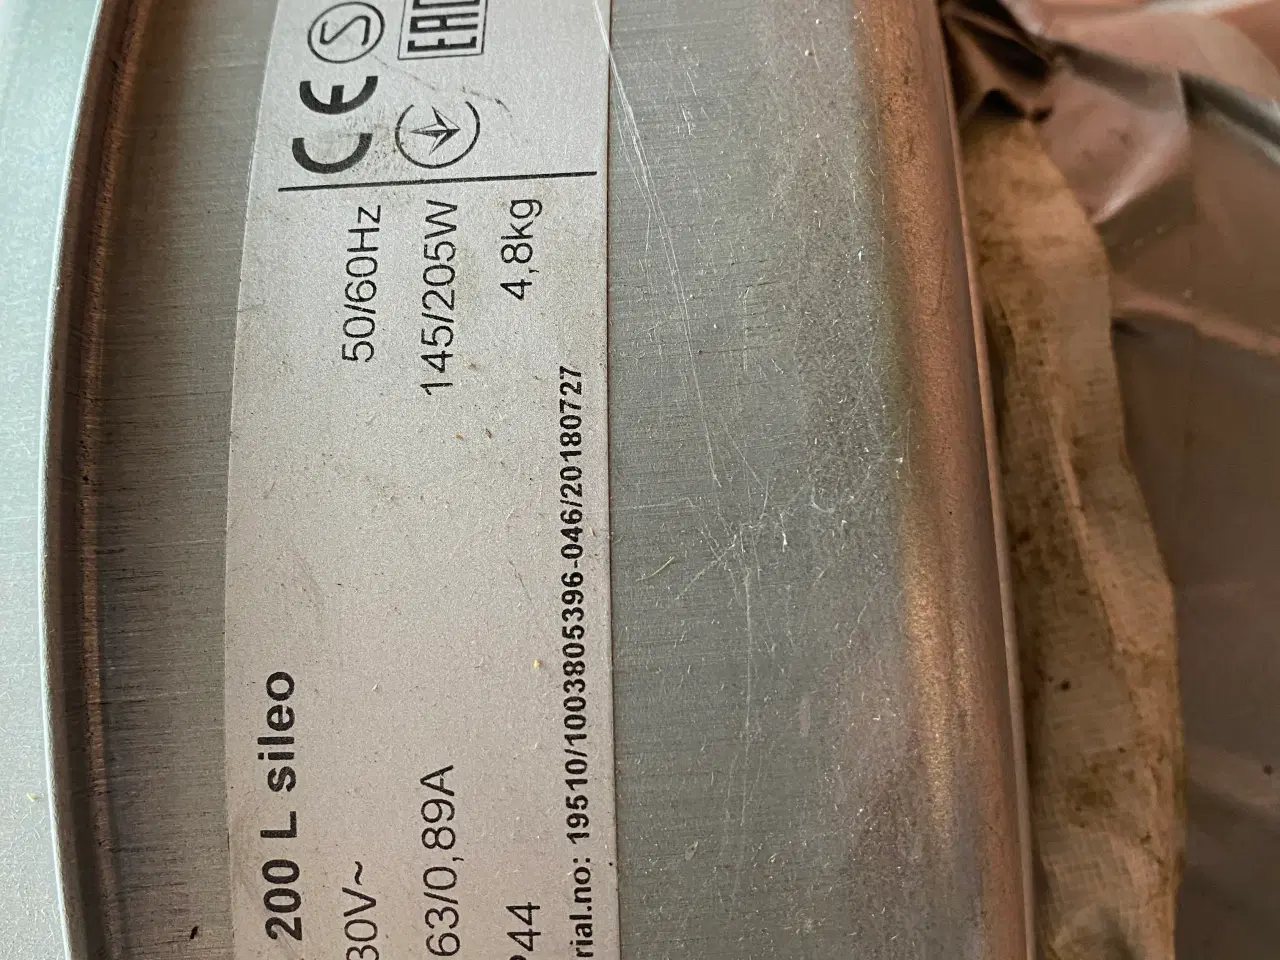 200 L sileo
30V~ 50/60Hz
63/0,89A 145/205W
P44 4,8kg
rial.no: 19510/1003805396-046/20180727
CE S EAC